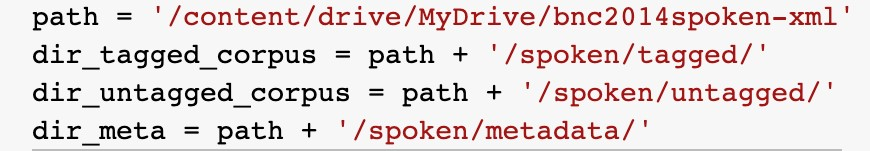 path = '/content/drive/MyDrive/bnc2014spoken-xml'
dir_tagged_corpus = path + '/spoken/tagged/'
dir_untagged_corpus = path + '/spoken/untagged/'
dir_meta = path + '/spoken/metadata/'